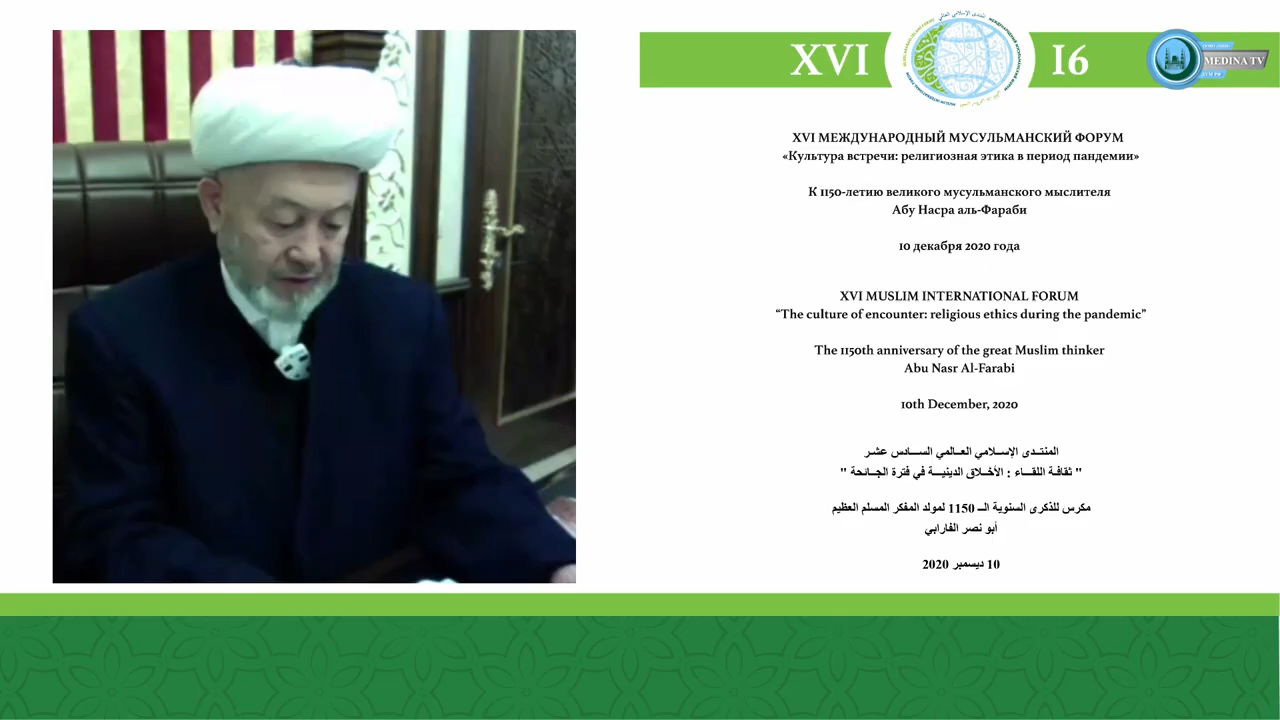 XVI
16
MEDINA TV
XVI МЕЖДУНАРОДНЫЙ МУСУЛЬМАНСКИЙ ФОРУМ
«Культура встречи: религиозная этика в период пандемии»
К 1150-летию великого мусульманского мыслителя
Абу Насра аль-Фараби
10 декабря 2020 года
XVI MUSLIM INTERNATIONAL FORUM
“The culture of encounter: religious ethics during the pandemic”
The 1150th anniversary of the great Muslim thinker
Abu Nasr Al-Farabi
10th December, 2020
المنتـدى الإسـلامي العـالمي السـادس عشـر
" ثقافـة اللقـاء : الأخـلاق الدينيـة في فترة الجـائحة "
مكرس للذكرى السنوية الـ 1150 لمولد المفكر المسلم العظيم
أبو نصر الفارابي
10 ديسمبر 2020